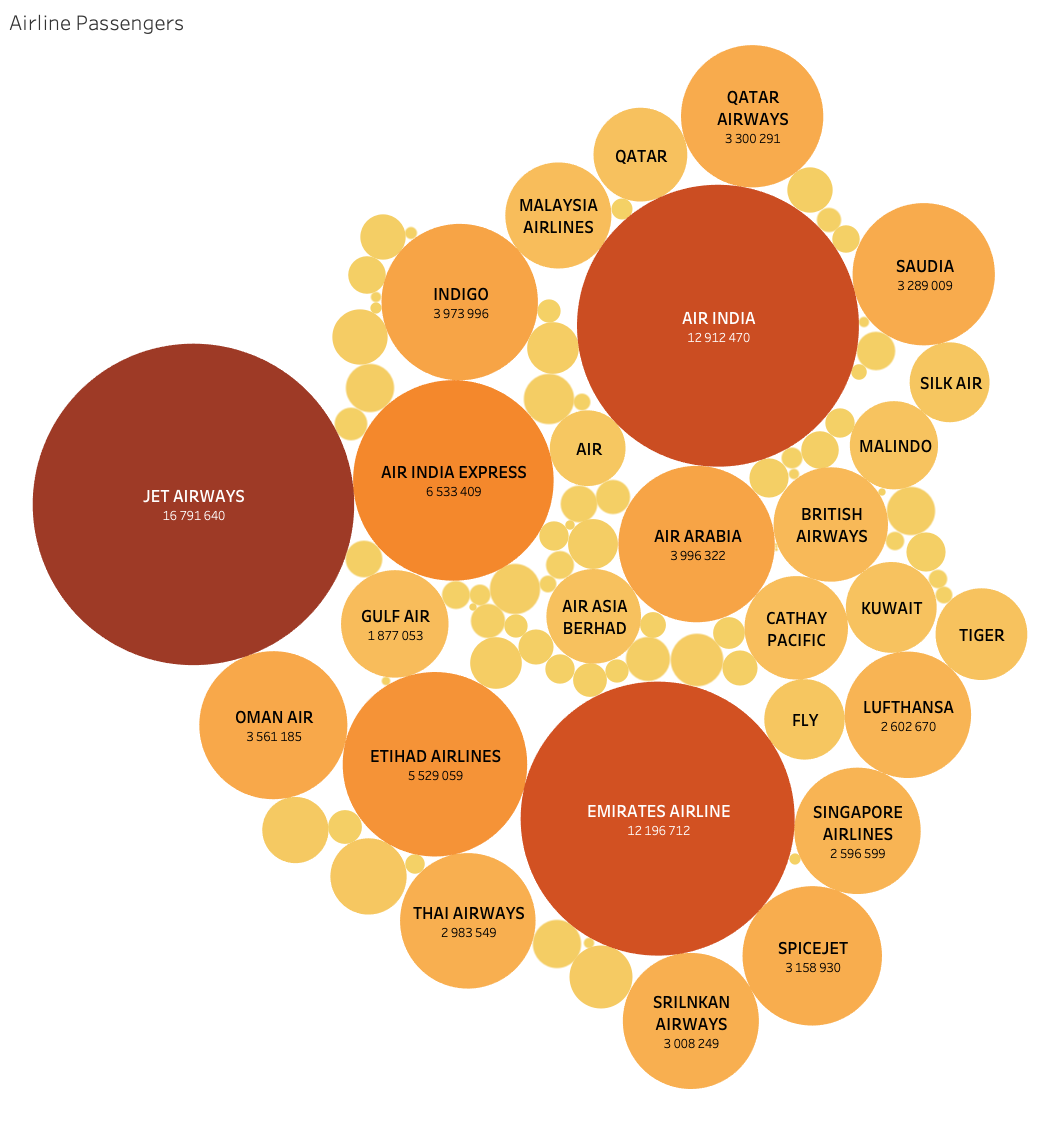 Airline Passengers
QATAR
AIRWAYS
3 300 291
QATAR
MALAYSIA
AIRLINES
SAUDIA
3 289 009
INDIGO
3 973 996
AIR INDIA
12 912 470
SILK AIR
AIR
MALINDO
AIR INDIA EXPRESS
6 533 409
JET AIRWAYS
16 791 640
BRITISH
AIRWAYS
AIR ARABIA
3 996 322
AIR ASIA
BERHAD
KUWAIT
GULF AIR
1 877 053
CATHAY
PACIFIC
TIGER
OMAN AIR
3 561 185
FLY
LUFTHANSA
2 602 670
ETIHAD AIRLINES
5 529 059
EMIRATES AIRLINE
12 196 712
SINGAPORE
AIRLINES
2 596 599
THAI AIRWAYS
2 983 549
SPICEJET
3 158 930
SRILNKAN
AIRWAYS
3 008 249